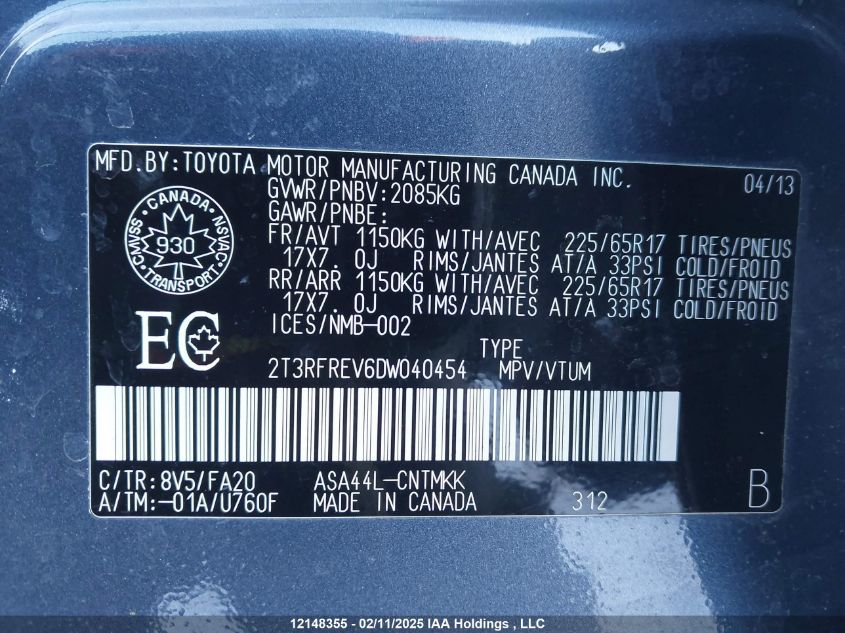 MFD.BY:TOYOTA MOTOR MANUFACTURING CANADA INC. 04/13
GVWR/PNBV:2085KG
GAWR/PNBE:
FR/AVT 1150KG WITH/AVEC 225/65R17 TIRES/PNEUS
17X7. 0J RIMS/JANTES AT/A 33PSI COLD/FROID
RR/ARR 1150KG WITH/AVEC 225/65R17 TIRES/PNEUS
17X7. 0J RIMS/JANTES AT/A 33PSI COLD/FROID
ICES/NMB-002
CANADA
CMVSS 930 NSVAC
TRANSPORT
EC
TYPE
2T3RFREV6DW040454 MPV/VTUM
C/TR:8V5/FA20 ASA44L-CNTMKK
A/TM:-01A/U760F MADE IN CANADA 312 B
12148355 - 02/11/2025 IAA Holdings , LLC